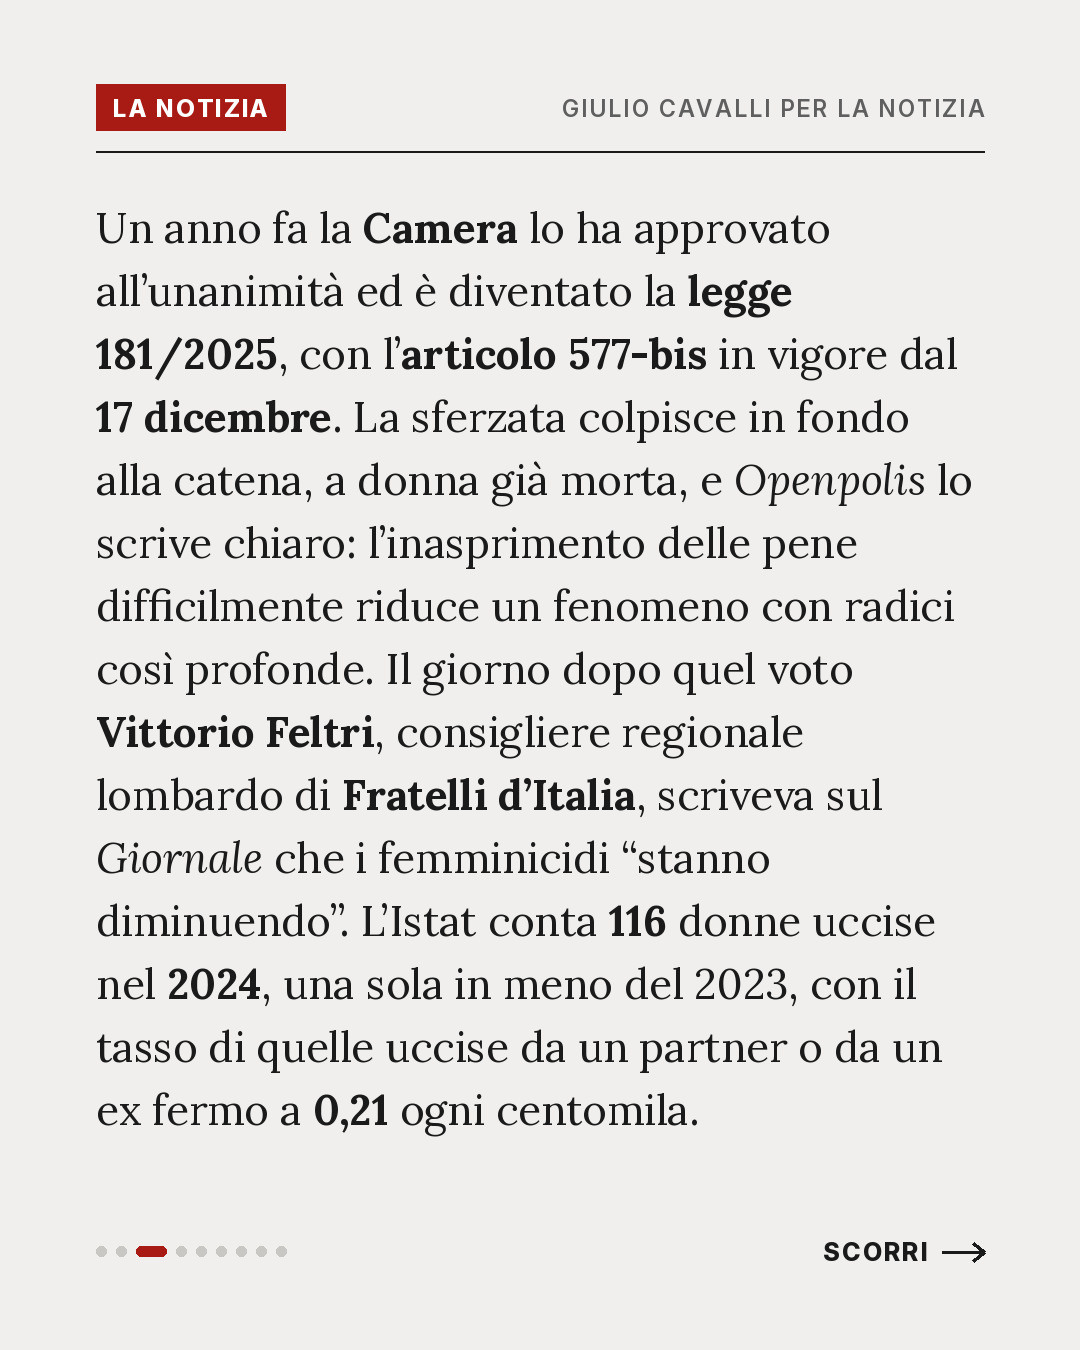 LA NOTIZIA
GIULIO CAVALLI PER LA NOTIZIA
Un anno fa la Camera lo ha approvato
all’unanimità ed è diventato la legge
181/2025, con l’articolo 577-bis in vigore dal
17 dicembre. La sferzata colpisce in fondo
alla catena, a donna già morta, e Openpolis lo
scrive chiaro: l’inasprimento delle pene
difficilmente riduce un fenomeno con radici
così profonde. Il giorno dopo quel voto
Vittorio Feltri, consigliere regionale
lombardo di Fratelli d’Italia, scriveva sul
Giornale che i femminicidi “stanno
diminuendo”. L’Istat conta 116 donne uccise
nel 2024, una sola in meno del 2023, con il
tasso di quelle uccise da un partner o da un
ex fermo a 0,21 ogni centomila.
SCORRI